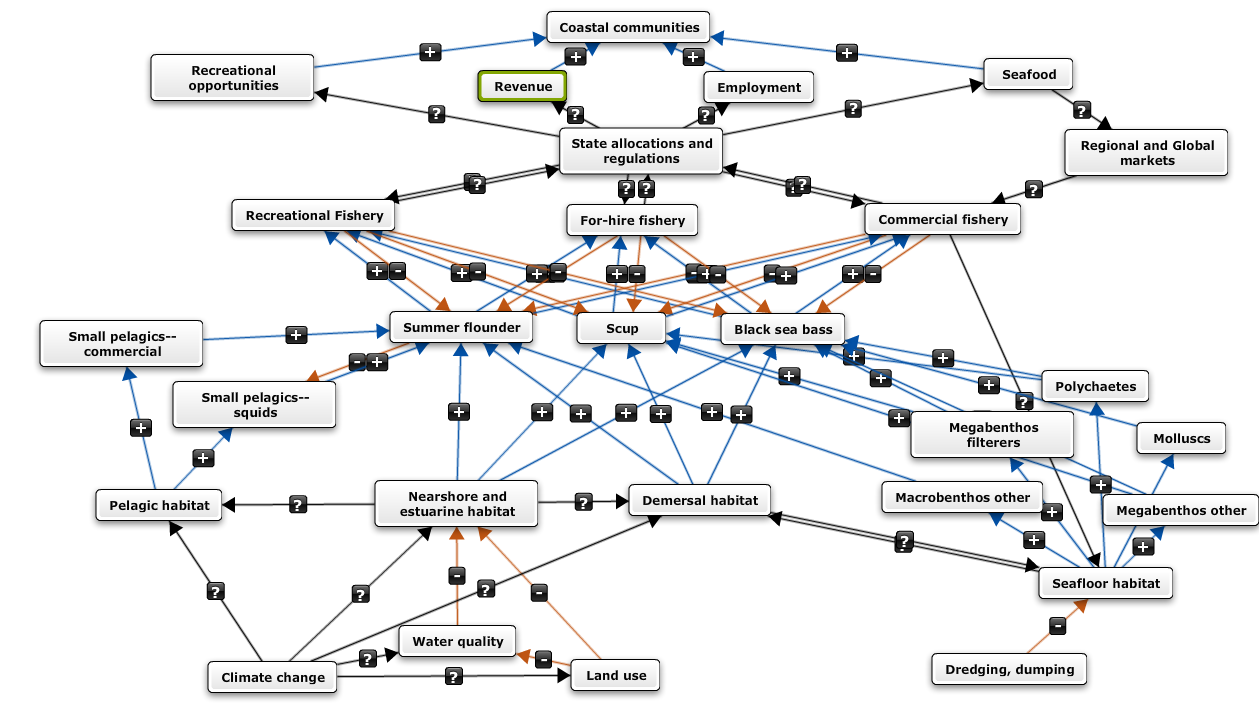 Coastal communities
Recreational
opportunities
Revenue
Employment
Seafood
State allocations and
regulations
Regional and Global
markets
Recreational Fishery
For-hire fishery
Commercial fishery
Summer flounder
Scup
Black sea bass
Small pelagics--
commercial
Small pelagics--
squids
Polychaetes
Megabenthos
filterers
Molluscs
Pelagic habitat
Nearshore and
estuarine habitat
Demersal habitat
Macrobenthos other
Megabenthos other
Seafloor habitat
Water quality
Climate change
Land use
Dredging, dumping